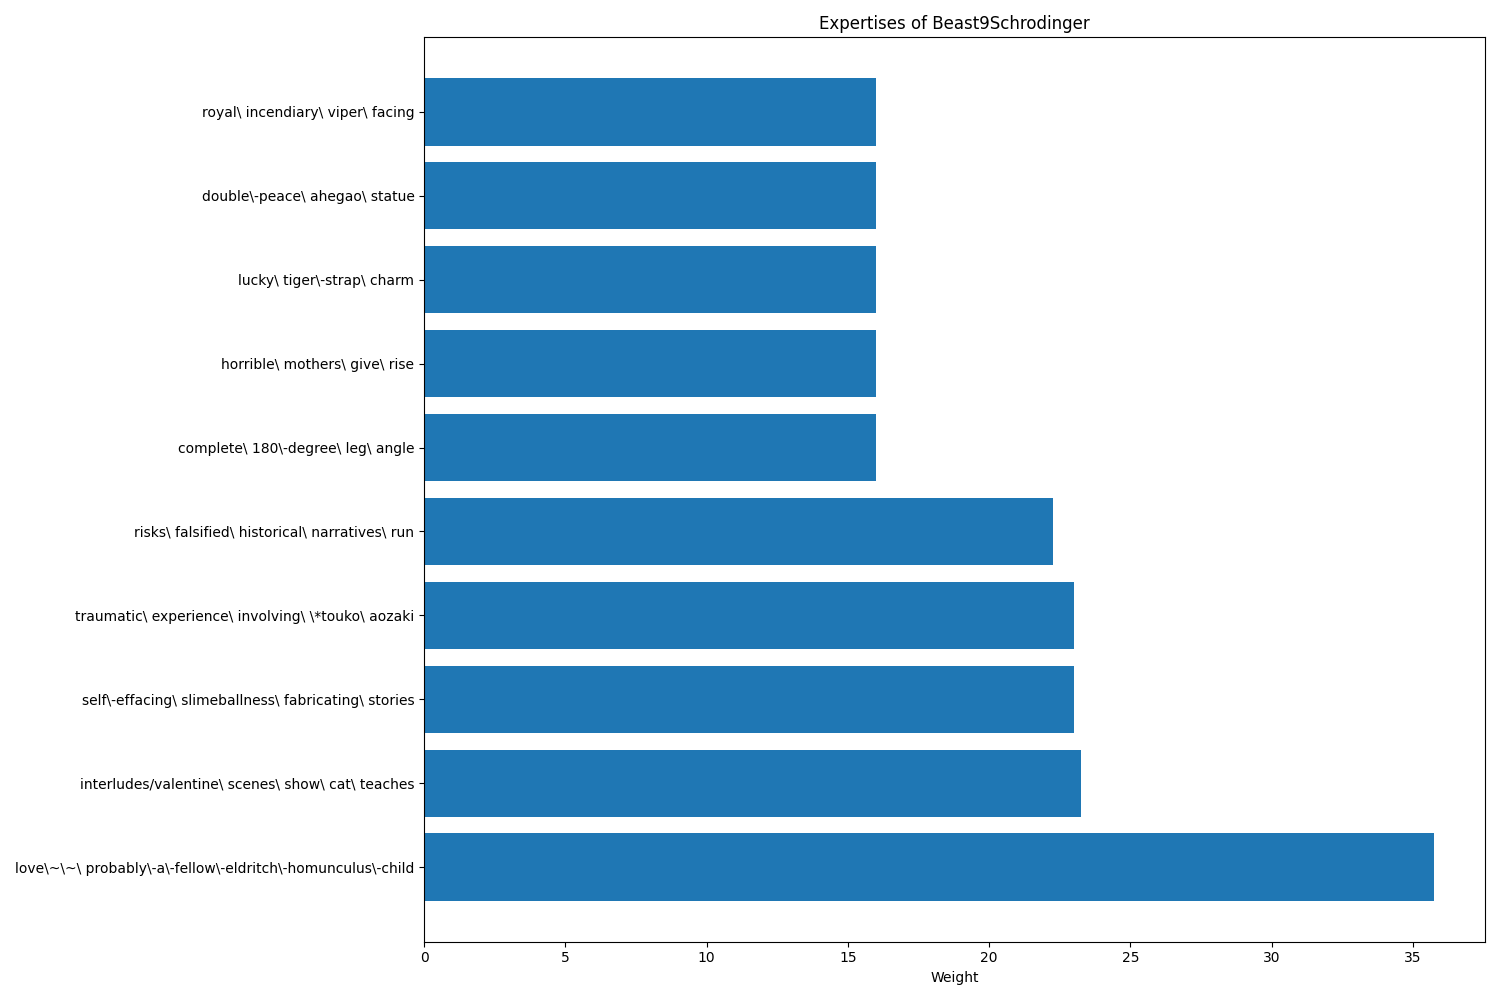 Expertises of Beast9Schrodinger
royal\ incendiary\ viper\ facing
double\-peace\ ahegao\ statue
lucky\ tiger\-strap\ charm
horrible\ mothers\ give\ rise
complete\ 180\-degree\ leg\ angle
risks\ falsified\ historical\ narratives\ run
traumatic\ experience\ involving\ \*touko\ aozaki
self\-effacing\ slimeballness\ fabricating\ stories
interludes/valentine\ scenes\ show\ cat\ teaches
love\~\~\ probably\-a\-fellow\-eldritch\-homunculus\-child
0 5 10 15 20 25 30 35
Weight